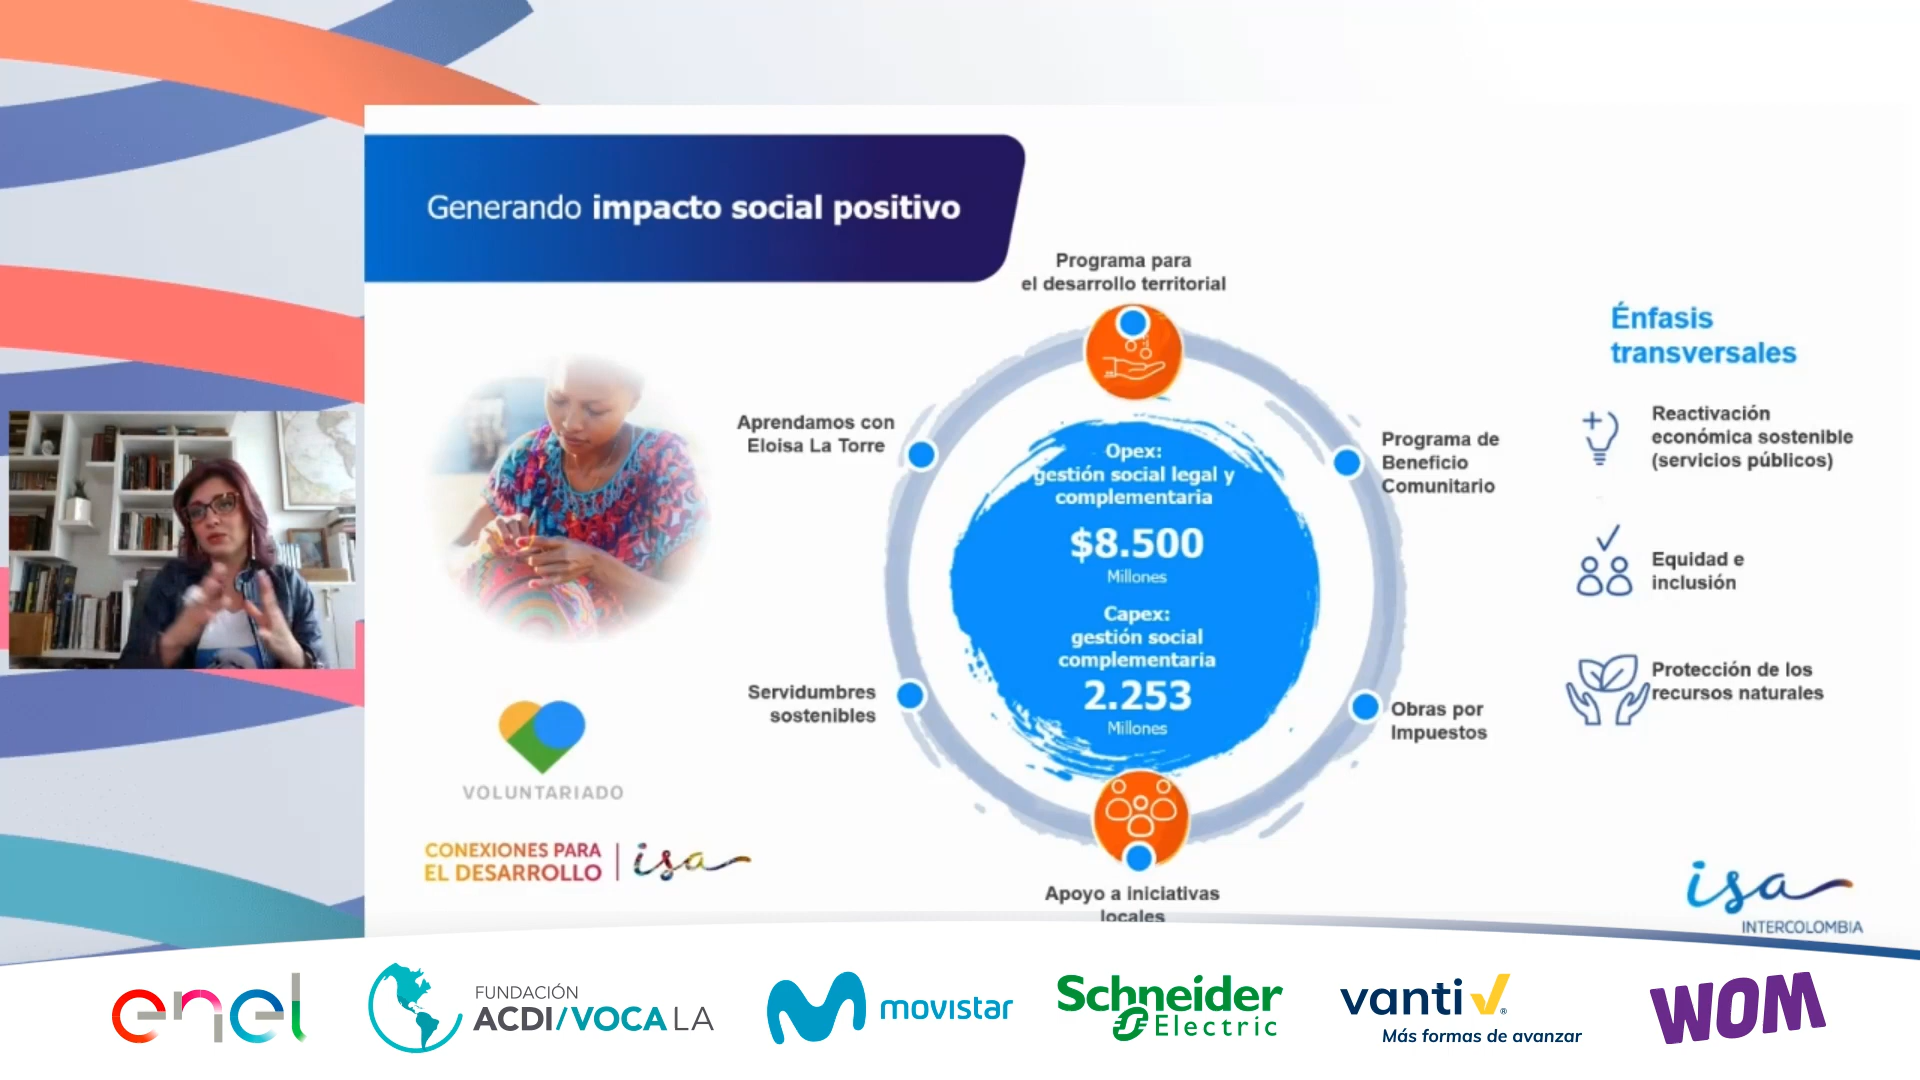 Generando impacto social positivo
Programa para
el desarrollo territorial
Aprendamos con
Eloisa La Torre
Programa de
Beneficio
Comunitario
Opex:
gestión social legal y
complementaria
$8.500
Millones
Capex:
gestión social
complementaria
2.253
Millones
Servidumbres
sostenibles
Obras por
Impuestos
Apoyo a iniciativas
locales
Énfasis
transversales
Reactivación
económica sostenible
(servicios públicos)
Equidad e
inclusión
Protección de los
recursos naturales
VOLUNTARIADO
CONEXIONES PARA
EL DESARROLLO
isa
isa
INTERCOLOMBIA
enel
FUNDACIÓN
ACDI/VOCA LA
movistar
Schneider
Electric
vanti
Más formas de avanzar
WOM